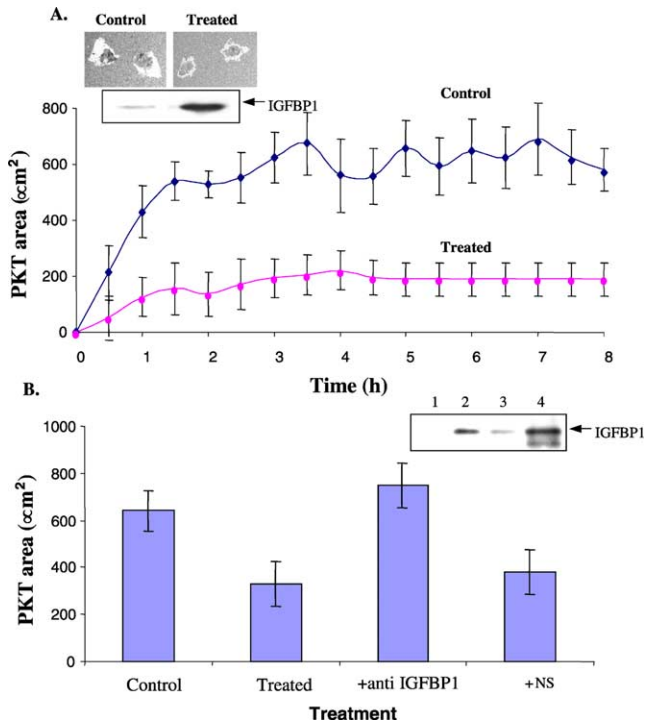 A.
Control Treated
IGFBP1
Control
Treated
PKT area (∝cm²)
800
600
400
200
0
0 1 2 3 4 5 6 7 8
Time (h)
B.
1 2 3 4
IGFBP1
PKT area (∝cm²)
1000
800
600
400
200
0
Control Treated +anti IGFBP1 +NS
Treatment